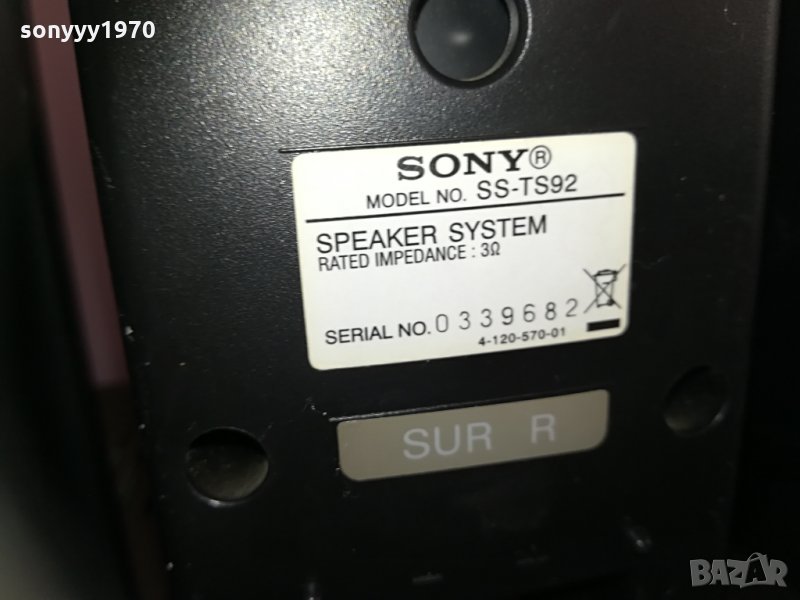 sonyyy1970
SONY®
MODEL NO. SS-TS92
SPEAKER SYSTEM
RATED IMPEDANCE : 3Ω
SERIAL NO. 0339682
4-120-570-01
SUR R
BAZAR